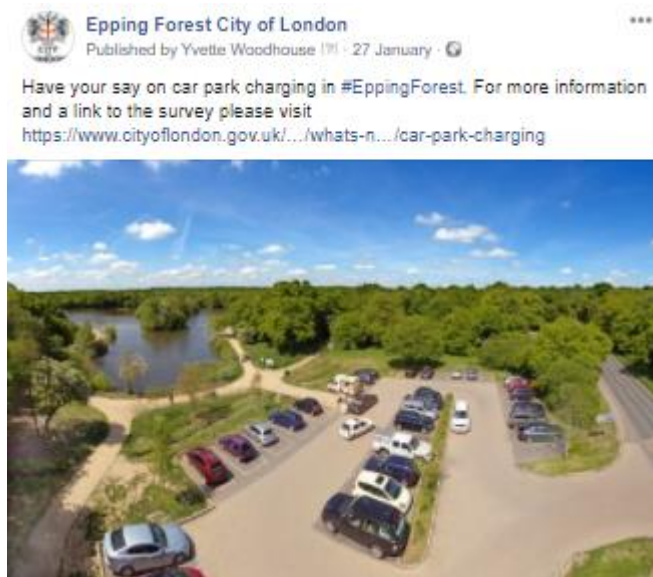 Epping Forest City of London
Published by Yvette Woodhouse [?] · 27 January ·
Have your say on car park charging in #EppingForest. For more information
and a link to the survey please visit
https://www.cityoflondon.gov.uk/.../whats-n.../car-park-charging